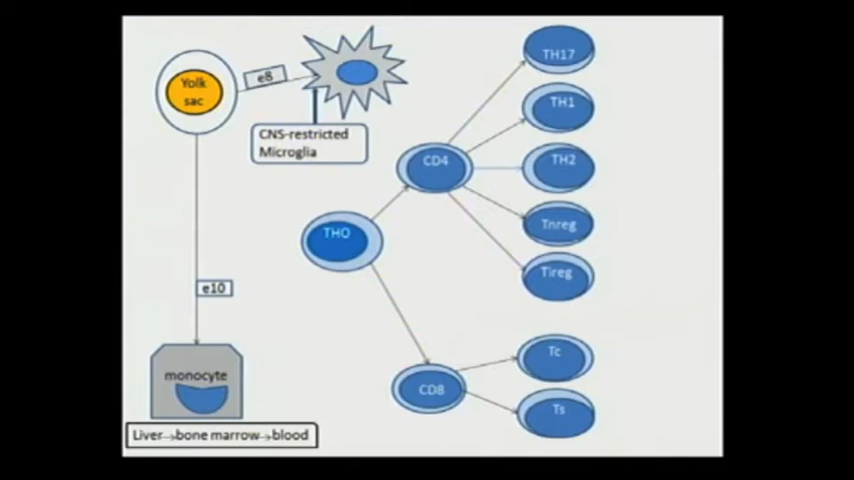 Yolk
sac
e8
CNS-restricted
Microglia
e10
monocyte
Liver→bone marrow→blood
THO
CD4
CD8
TH17
TH1
TH2
Tnreg
Tireg
Tc
Ts